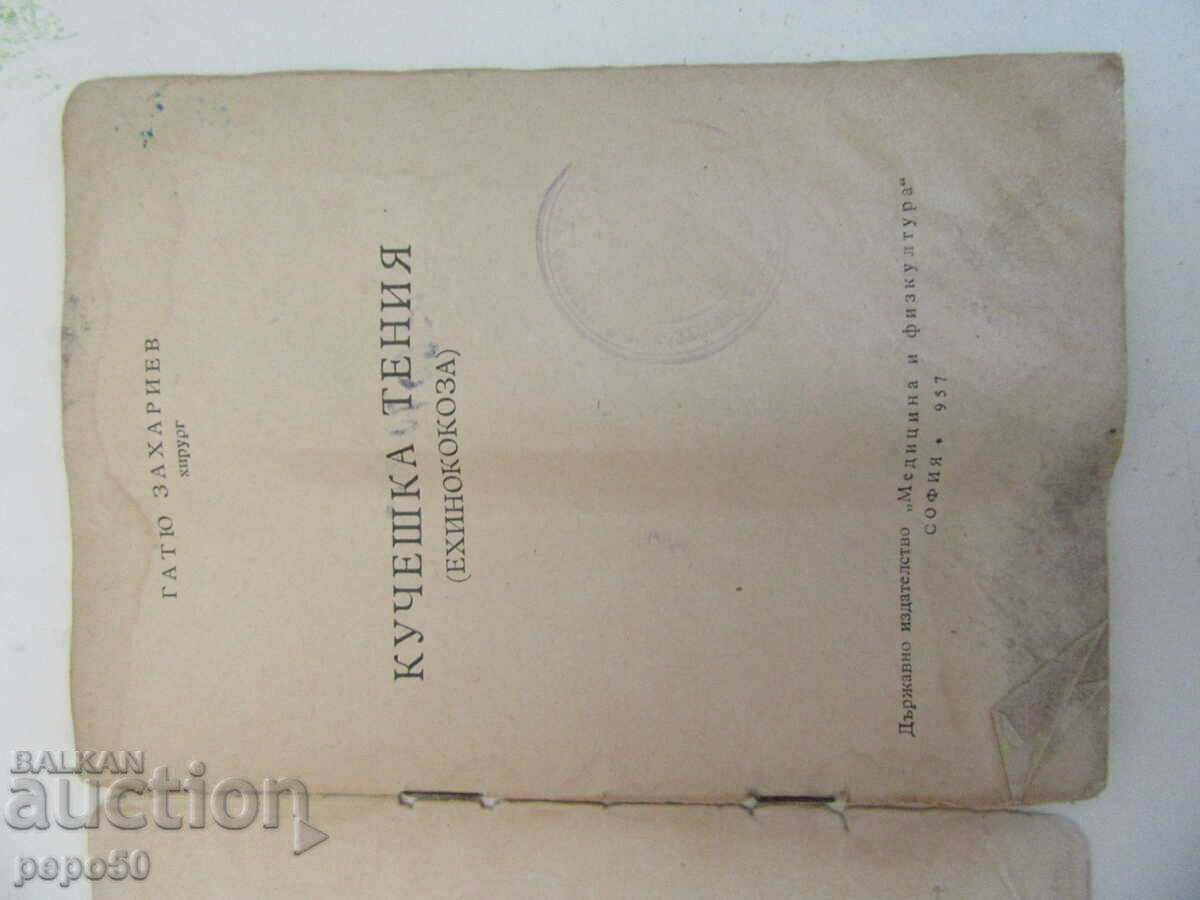 ГАТЮ ЗАХАРИЕВ
хирург
КУЧЕШКА ТЕНИЯ
(ЕХИНОКОКОЗА)
Държавно издателство „Медицина и физкултура“
СОФИЯ • 957
BALKAN
auction
pepo50